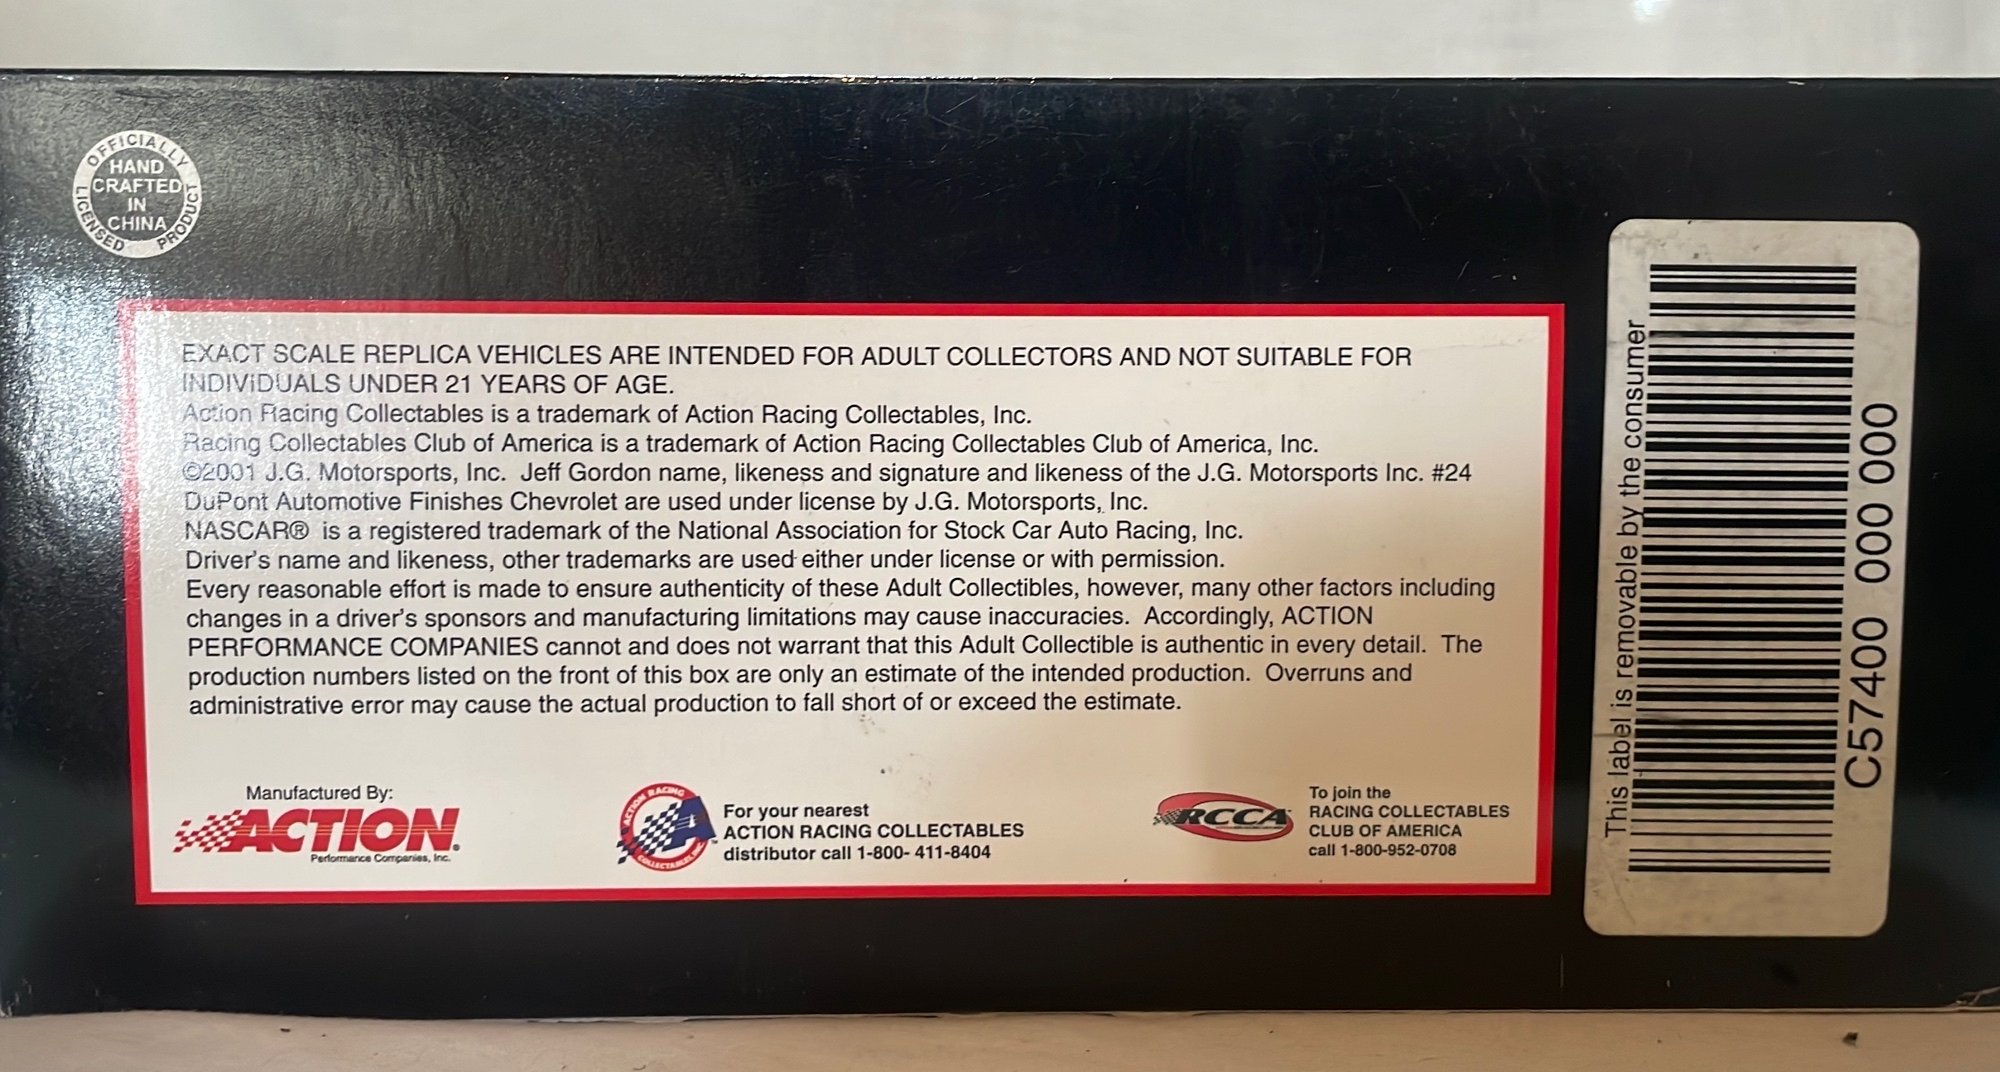 OFFICIALLY
LICENSED PRODUCT
HAND
CRAFTED
IN
CHINA
EXACT SCALE REPLICA VEHICLES ARE INTENDED FOR ADULT COLLECTORS AND NOT SUITABLE FOR
INDIViDUALS UNDER 21 YEARS OF AGE.
Action Racing Collectables is a trademark of Action Racing Collectables, Inc.
Racing Collectables Club of America is a trademark of Action Racing Collectables Club of America, Inc.
©2001 J.G. Motorsports, Inc.  Jeff Gordon name, likeness and signature and likeness of the J.G. Motorsports Inc. #24
DuPont Automotive Finishes Chevrolet are used under license by J.G. Motorsports, Inc.
NASCAR®  is a registered trademark of the National Association for Stock Car Auto Racing, Inc.
Driver's name and likeness, other trademarks are used either under license or with permission.
Every reasonable effort is made to ensure authenticity of these Adult Collectibles, however, many other factors including
changes in a driver's sponsors and manufacturing limitations may cause inaccuracies.  Accordingly, ACTION
PERFORMANCE COMPANIES cannot and does not warrant that this Adult Collectible is authentic in every detail.  The
production numbers listed on the front of this box are only an estimate of the intended production.  Overruns and
administrative error may cause the actual production to fall short of or exceed the estimate.
Manufactured By:
ACTION®
Performance Companies, Inc.
ACTION RACING
COLLECTABLES, INC.
A™
For your nearest
ACTION RACING COLLECTABLES
distributor call 1-800- 411-8404
RCCA
To join the
RACING COLLECTABLES
CLUB OF AMERICA
call 1-800-952-0708
This label is removable by the consumer
C57400 000 000